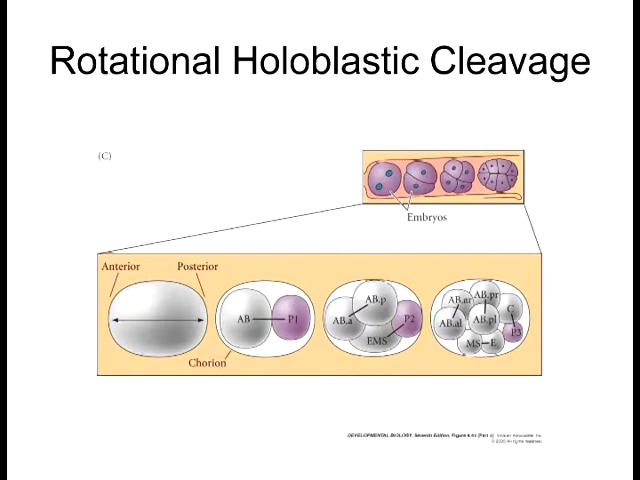 Rotational Holoblastic Cleavage
(C)
Embryos
Anterior
Posterior
AB
P1
Chorion
AB.p
AB.a
P2
EMS
AB.ar
AB.pr
C
AB.al
AB.pl
P3
MS
E
DEVELOPMENTAL BIOLOGY, Seventh Edition, Figure